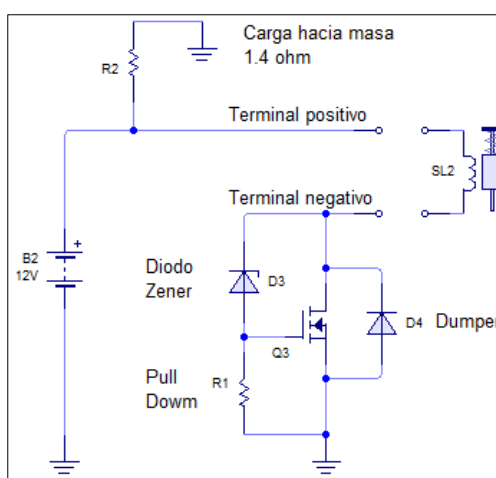 Carga hacia masa
1.4 ohm
R2
Terminal positivo
SL2
Terminal negativo
+
B2
12V
Diodo
Zener
D3
D4
Dumper
Q3
Pull
Dowm
R1